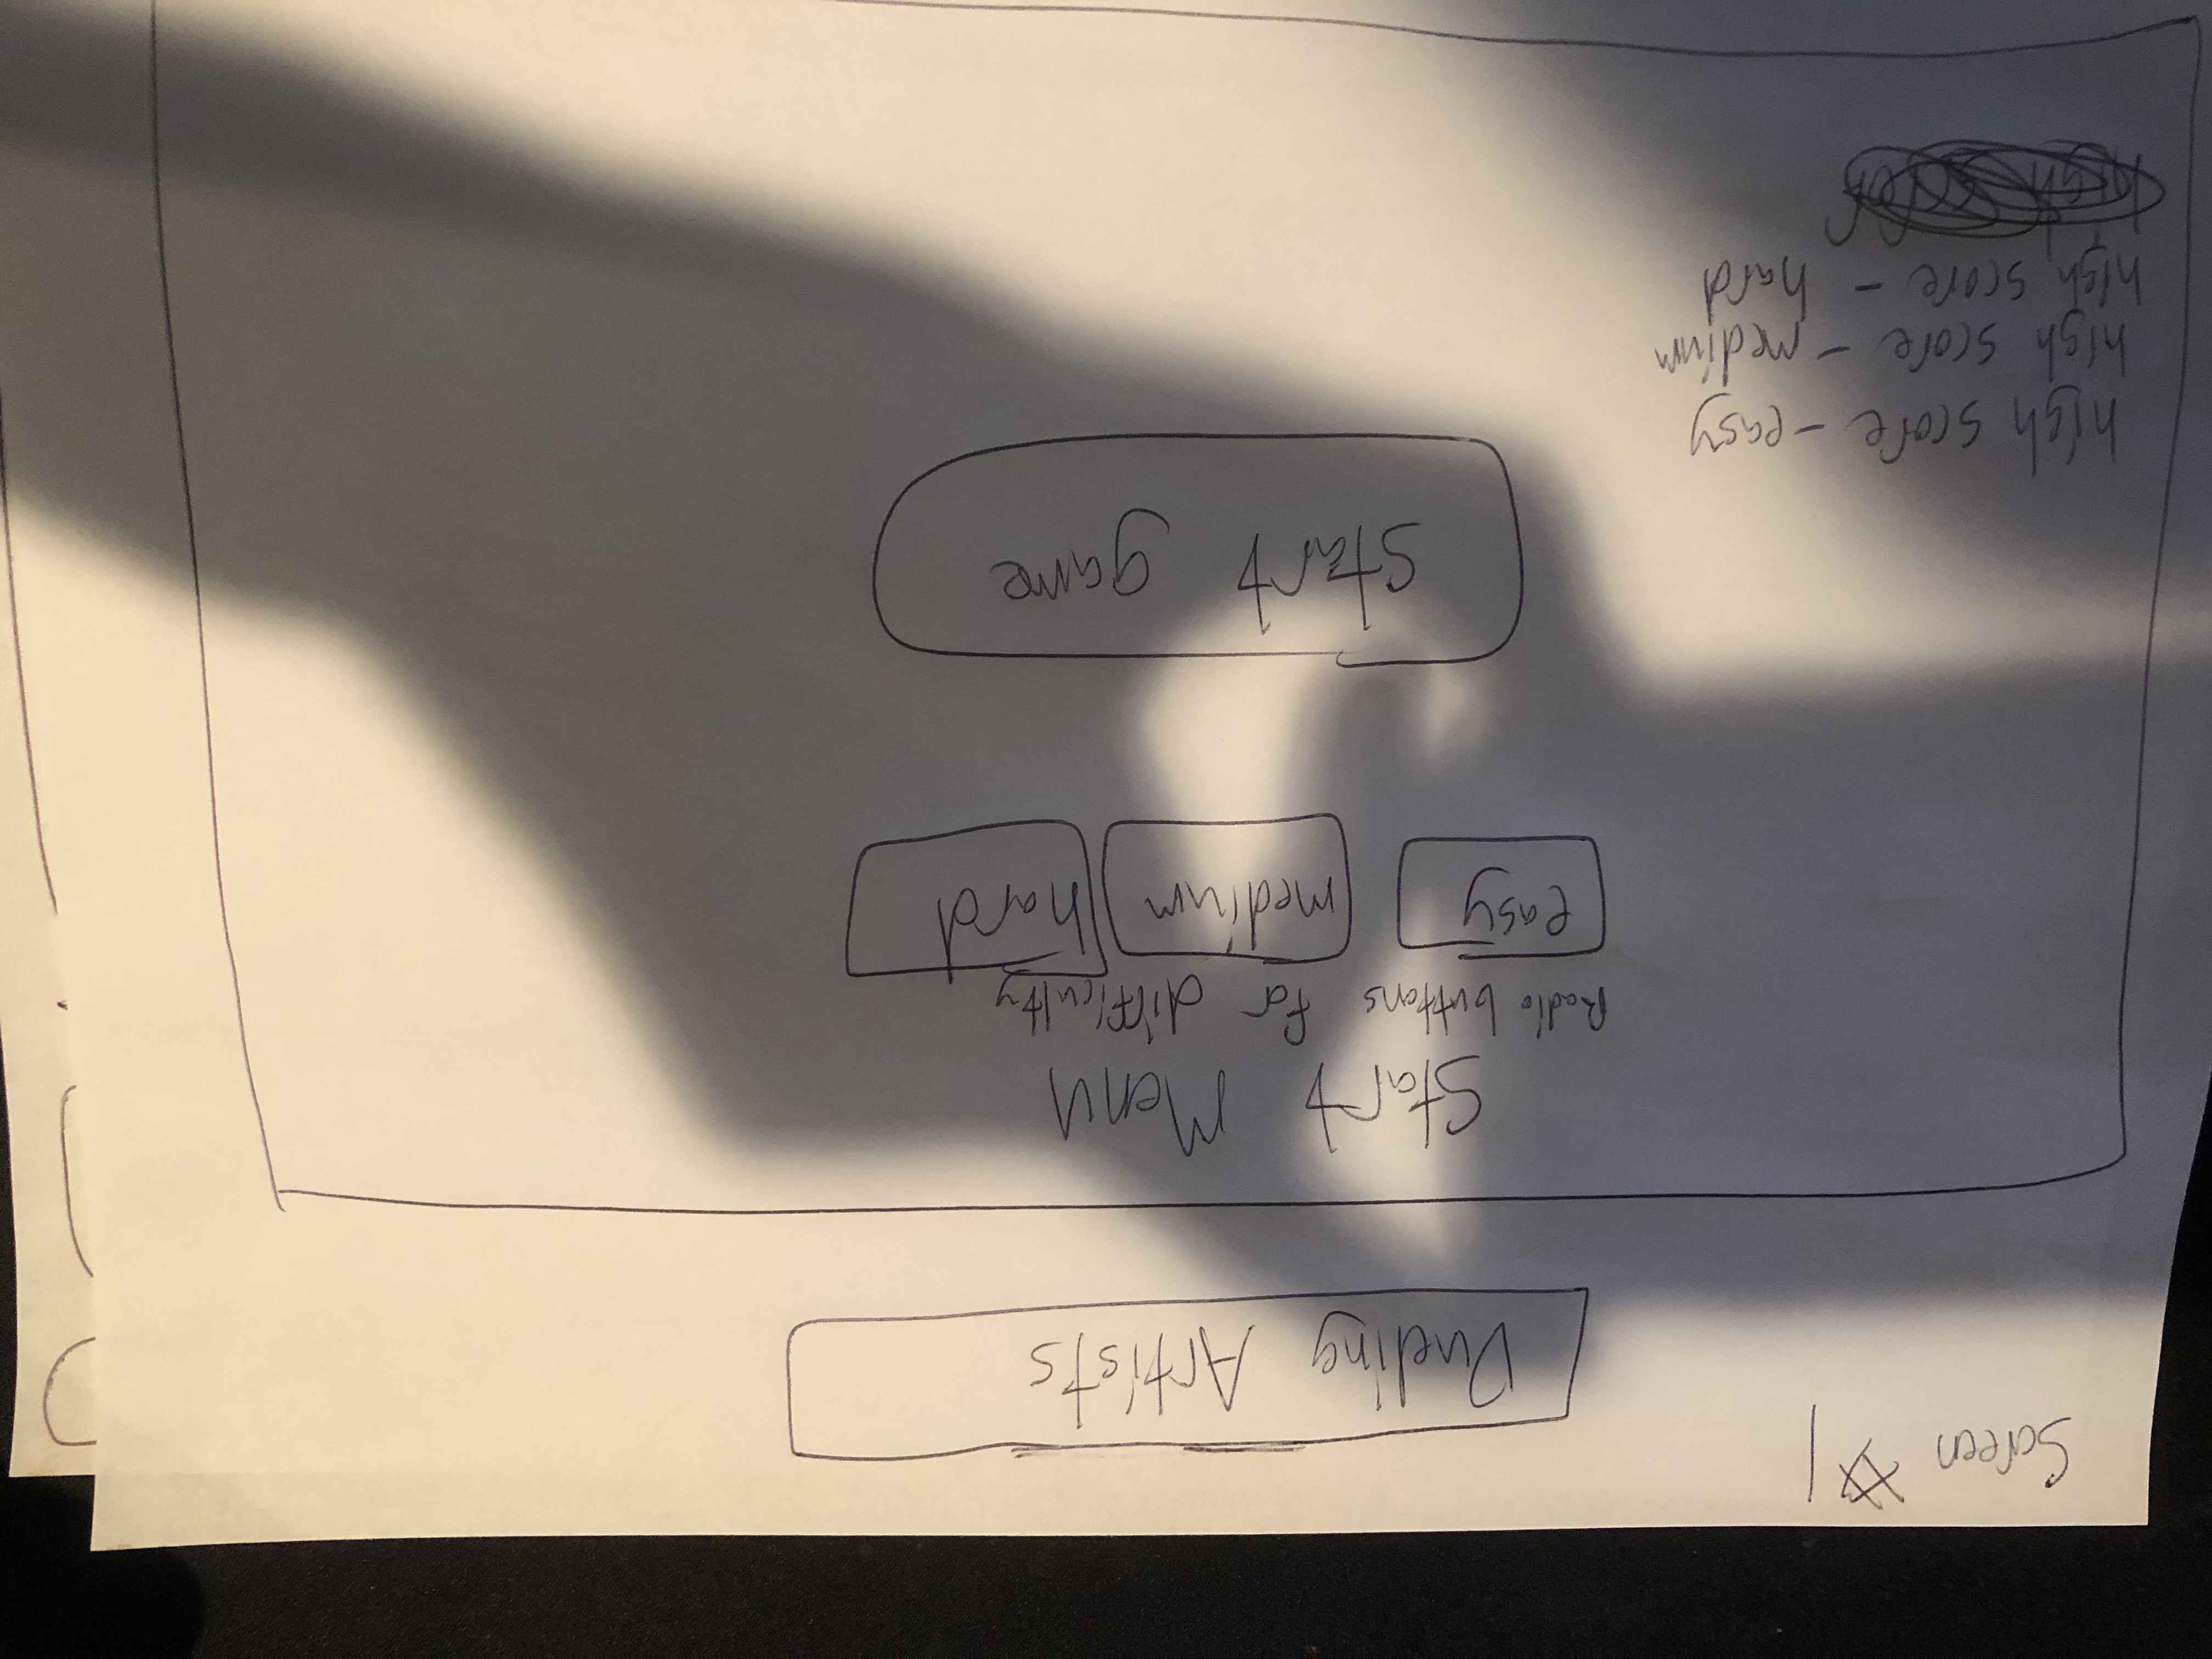 Screen #1
Dueling Artists
Start Menu
Radio buttons for difficulty
easy medium hard
Start game
high score - easy
high score - medium
high score - hard